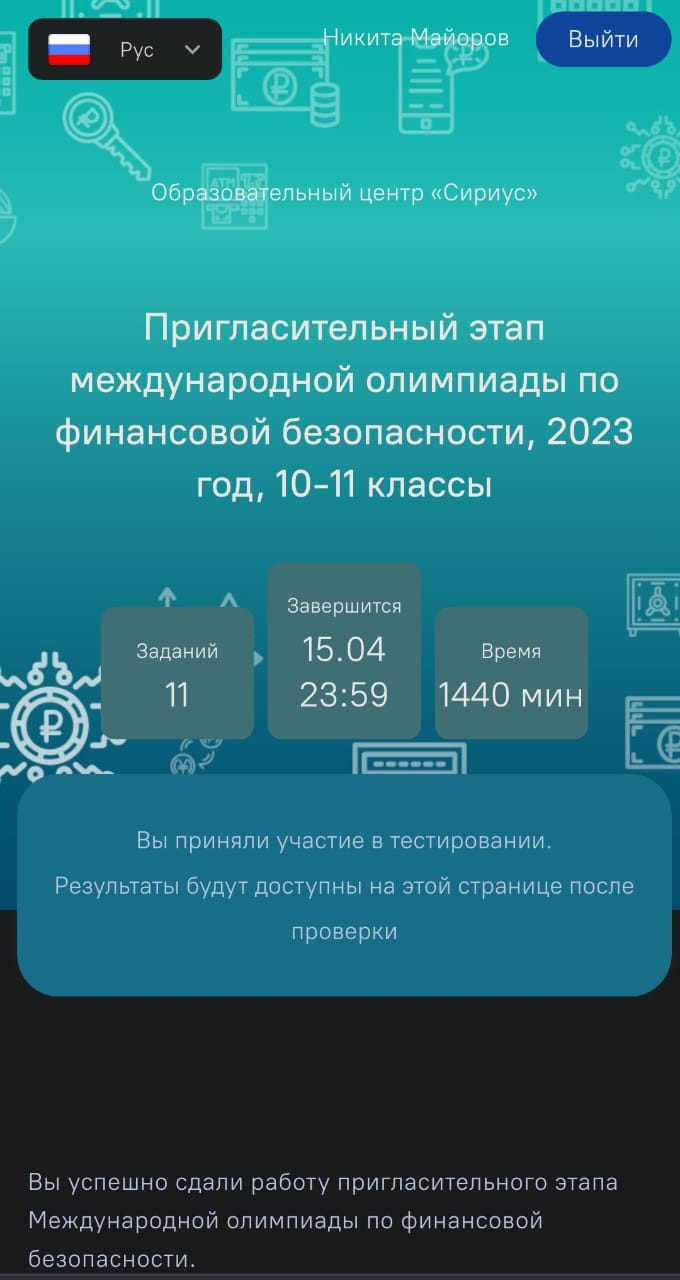 Рус
Никита Майоров
Выйти
ATM
Образовательный центр «Сириус»
Пригласительный этап
международной олимпиады по
финансовой безопасности, 2023
год, 10-11 классы
Заданий
11
Завершится
15.04
23:59
Время
1440 мин
Вы приняли участие в тестировании.
Результаты будут доступны на этой странице после
проверки
Вы успешно сдали работу пригласительного этапа
Международной олимпиады по финансовой
безопасности.